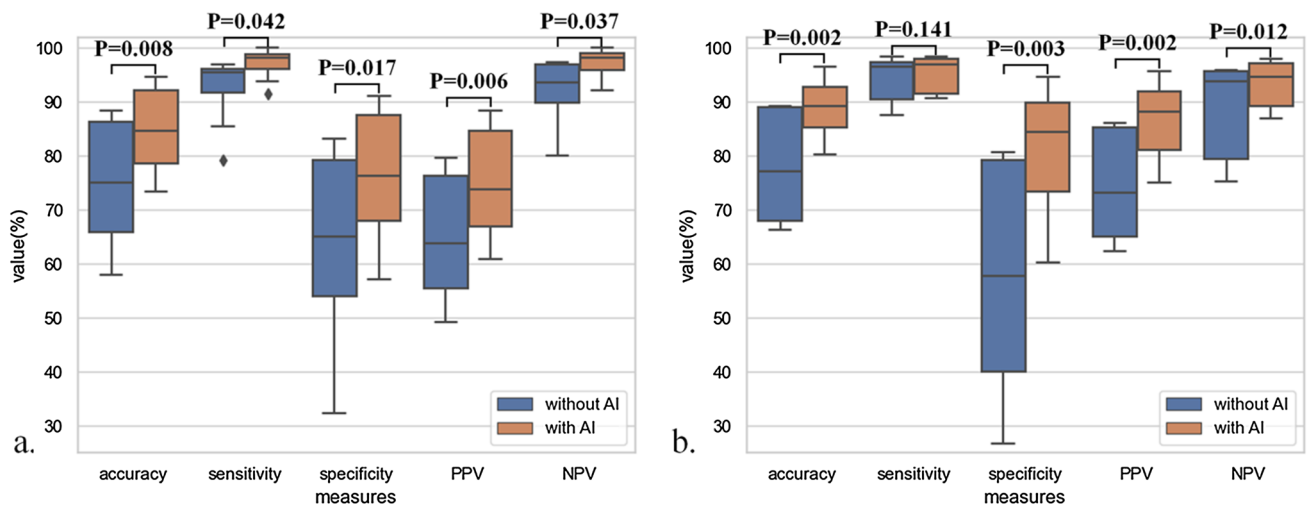 P=0.042
P=0.037
P=0.008
P=0.017
P=0.006
100
90
80
70
60
50
40
30
value(%)
without AI
with AI
a.
accuracy
sensitivity
specificity
PPV
NPV
measures
P=0.141
P=0.012
P=0.002
P=0.003
P=0.002
100
90
80
70
60
50
40
30
value(%)
without AI
with AI
b.
accuracy
sensitivity
specificity
PPV
NPV
measures